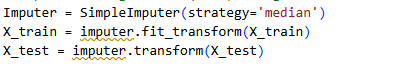 Imputer = SimpleImputer(strategy='median')
X_train = imputer.fit_transform(X_train)
X_test = imputer.transform(X_test)